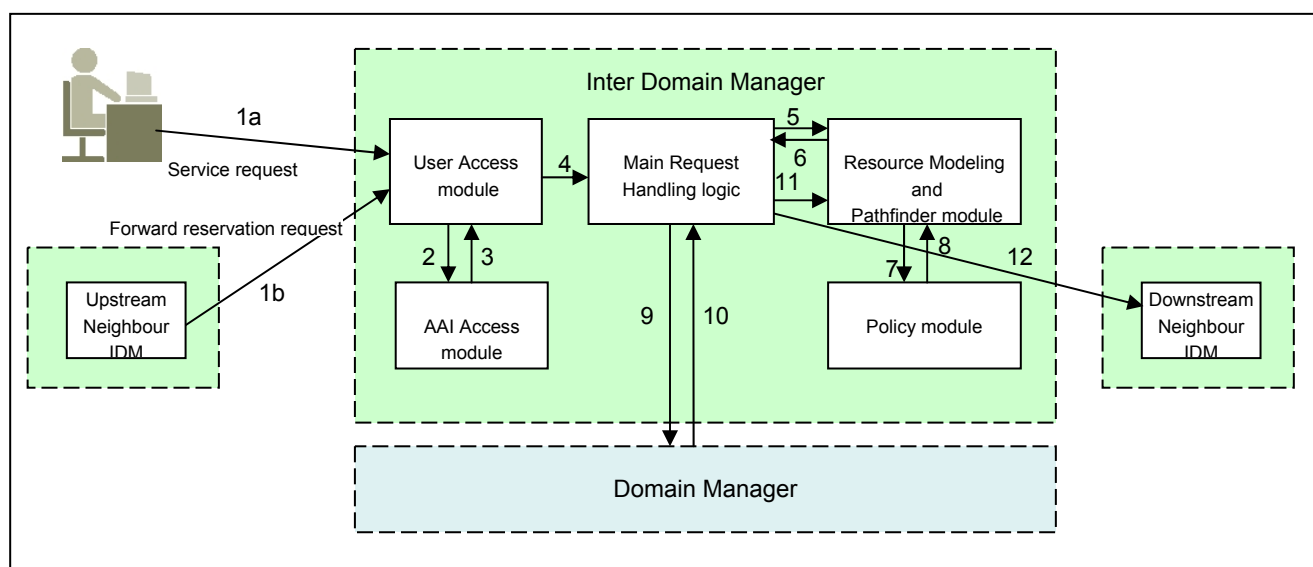 Inter Domain Manager
1a
Service request
Forward reservation request
1b
Upstream
Neighbour
IDM
User Access
module
2
3
AAI Access
module
4
Main Request
Handling logic
5
6
11
Resource Modeling
and
Pathfinder module
7
8
Policy module
9
10
12
Downstream
Neighbour
IDM
Domain Manager